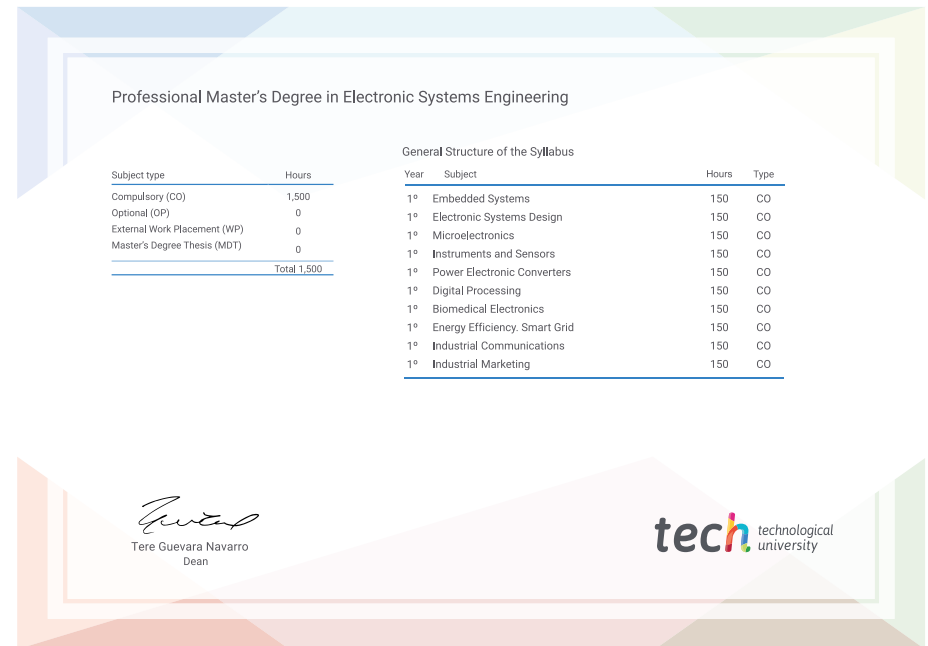 Professional Master's Degree in Electronic Systems Engineering
Subject type Hours
Compulsory (CO) 1,500
Optional (OP) 0
External Work Placement (WP) 0
Master's Degree Thesis (MDT) 0
Total 1,500
General Structure of the Syllabus
Year Subject Hours Type
1º Embedded Systems 150 CO
1º Electronic Systems Design 150 CO
1º Microelectronics 150 CO
1º Instruments and Sensors 150 CO
1º Power Electronic Converters 150 CO
1º Digital Processing 150 CO
1º Biomedical Electronics 150 CO
1º Energy Efficiency. Smart Grid 150 CO
1º Industrial Communications 150 CO
1º Industrial Marketing 150 CO
Tere Guevara Navarro
Dean
tech technological
university